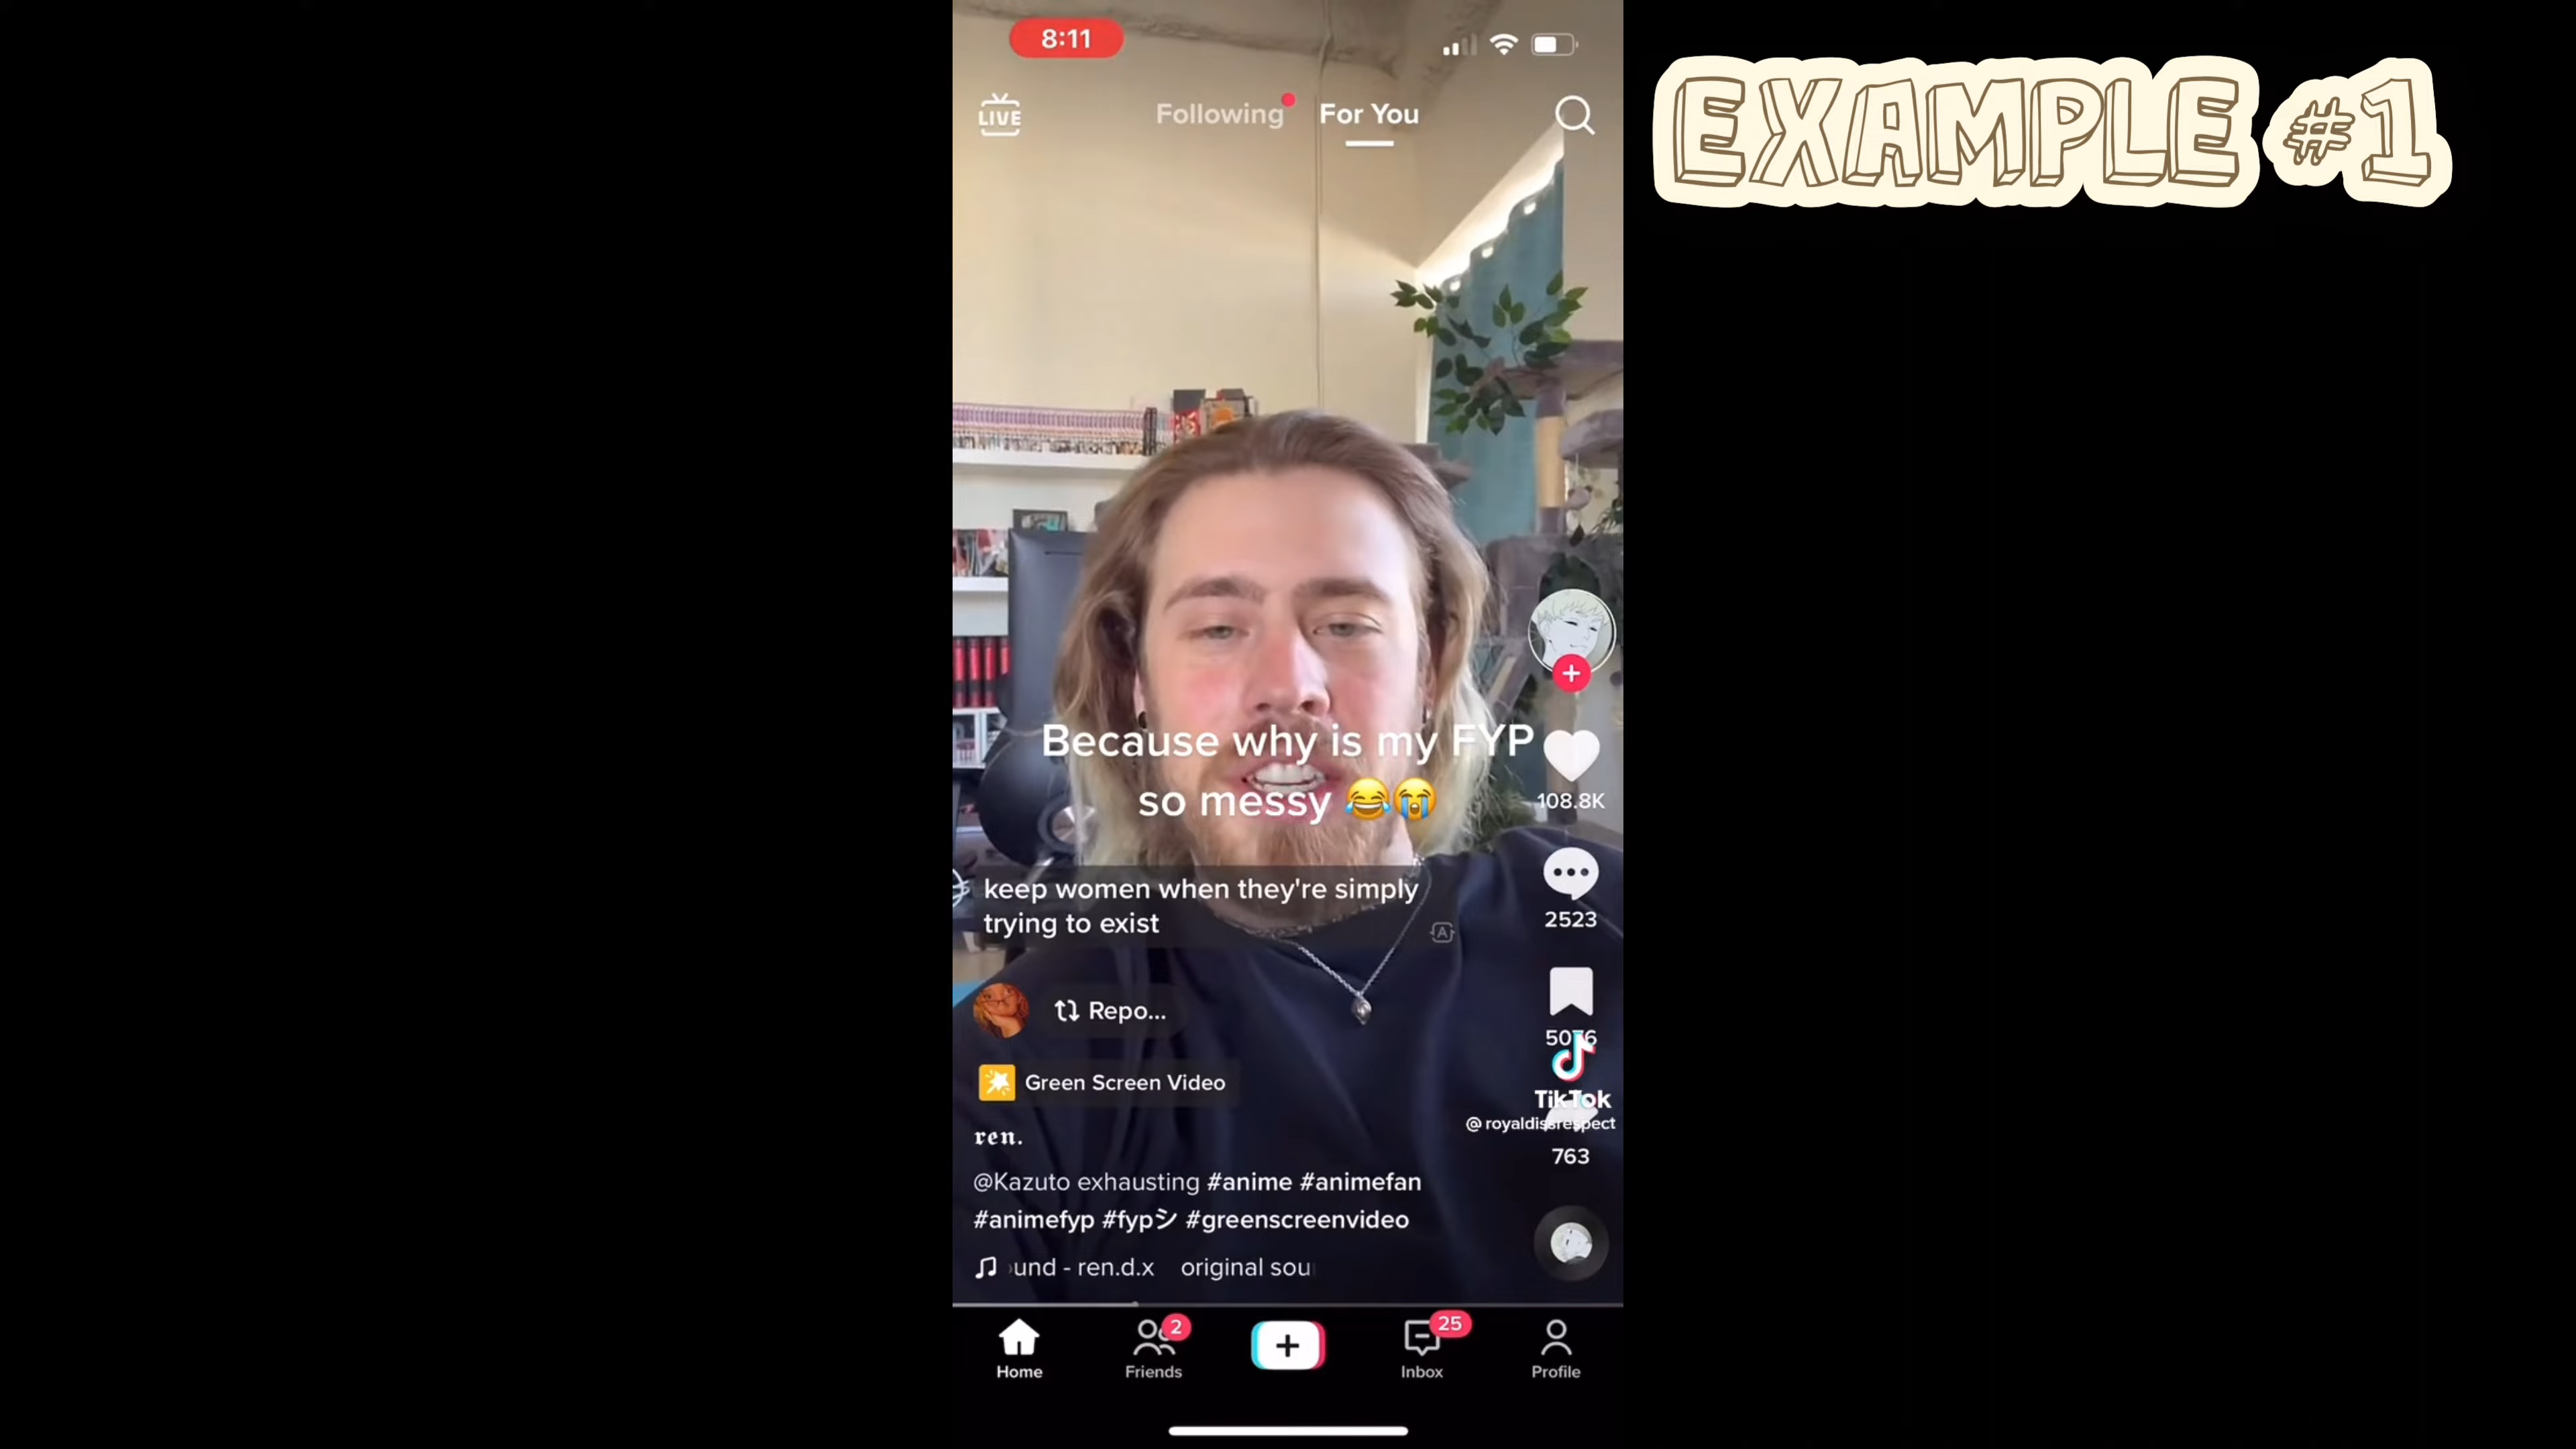 8:11
EXAMPLE #1
LIVE
Following
For You
Because why is my FYP
so messy 😂😭
108.8K
keep women when they're simply
trying to exist
2523
Repo...
Green Screen Video
TikTok
@royaldissrespect
ren.
763
@Kazuto exhausting #anime #animefan
#animefyp #fypシ #greenscreenvideo
und - ren.d.x original sou
2
25
Home
Friends
Inbox
Profile